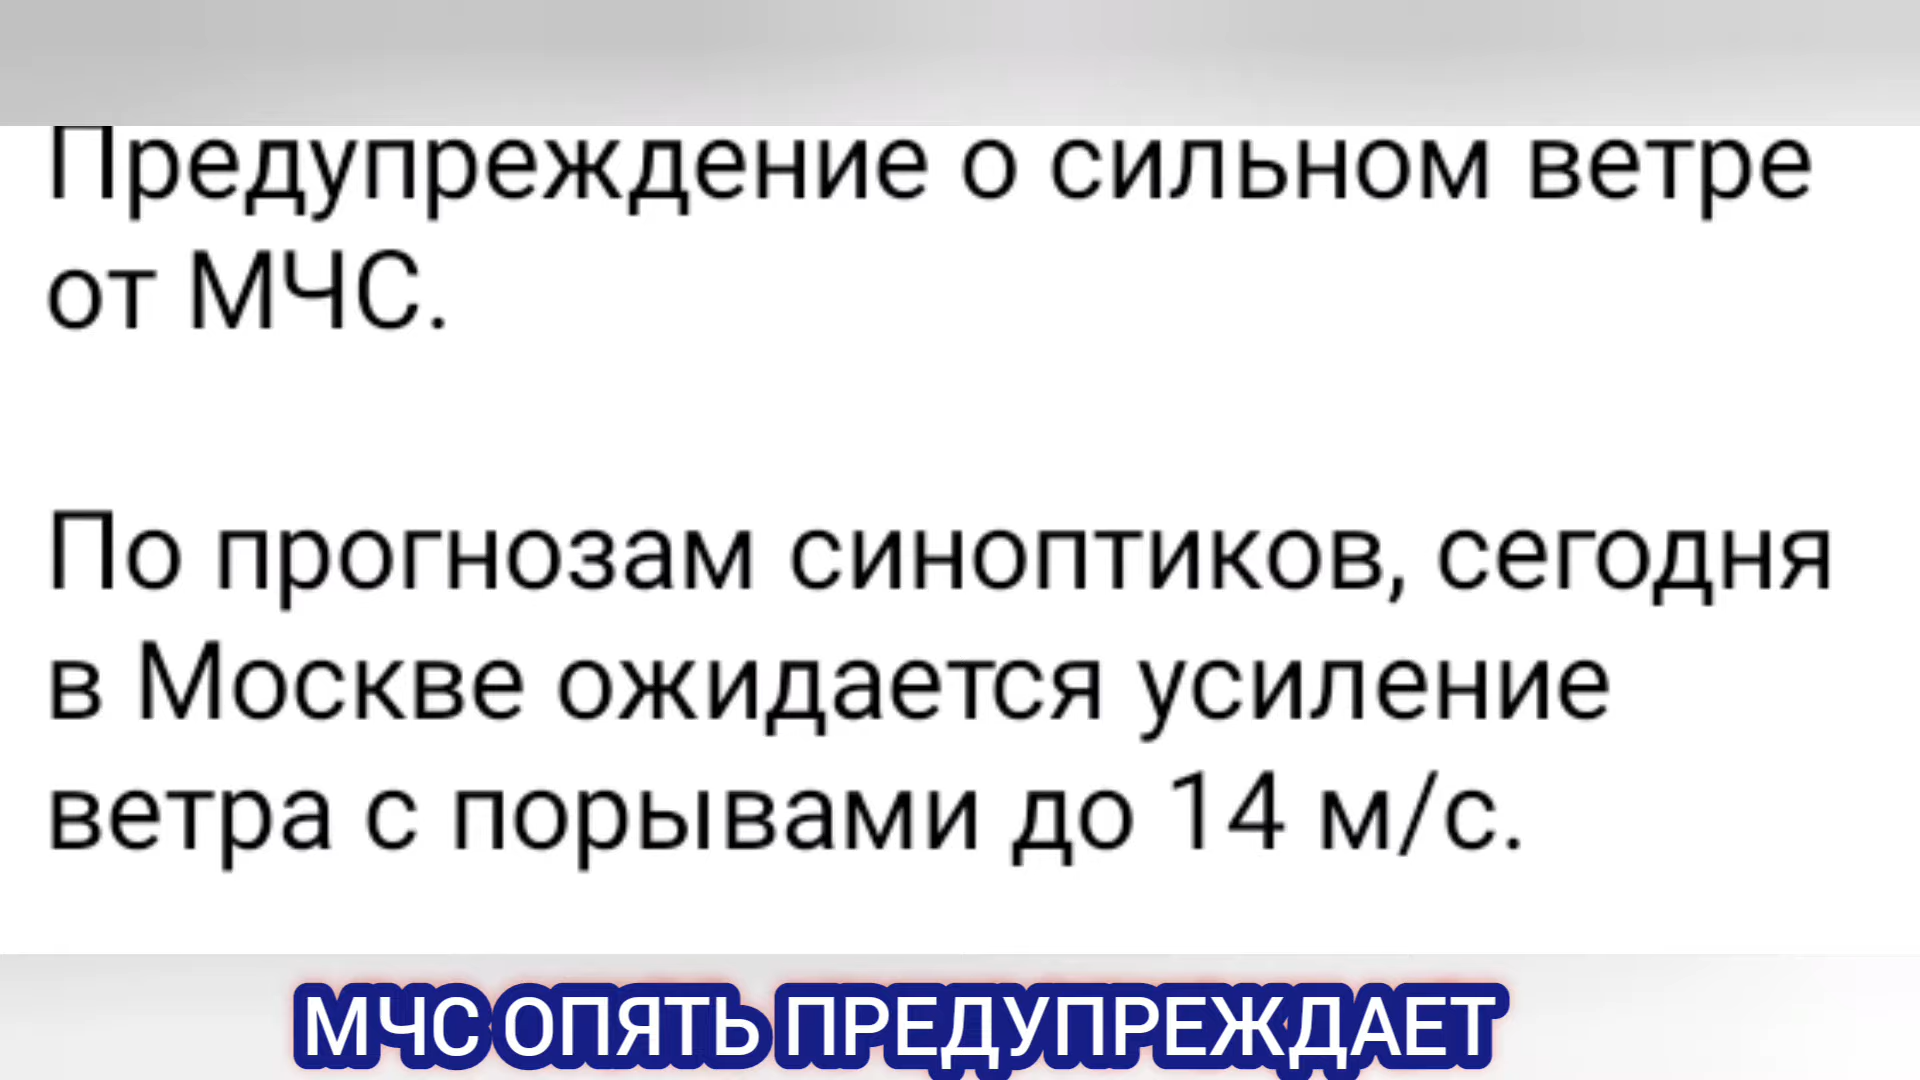 Предупреждение о сильном ветре
от МЧС.
По прогнозам синоптиков, сегодня
в Москве ожидается усиление
ветра с порывами до 14 м/с.
МЧС ОПЯТЬ ПРЕДУПРЕЖДАЕТ